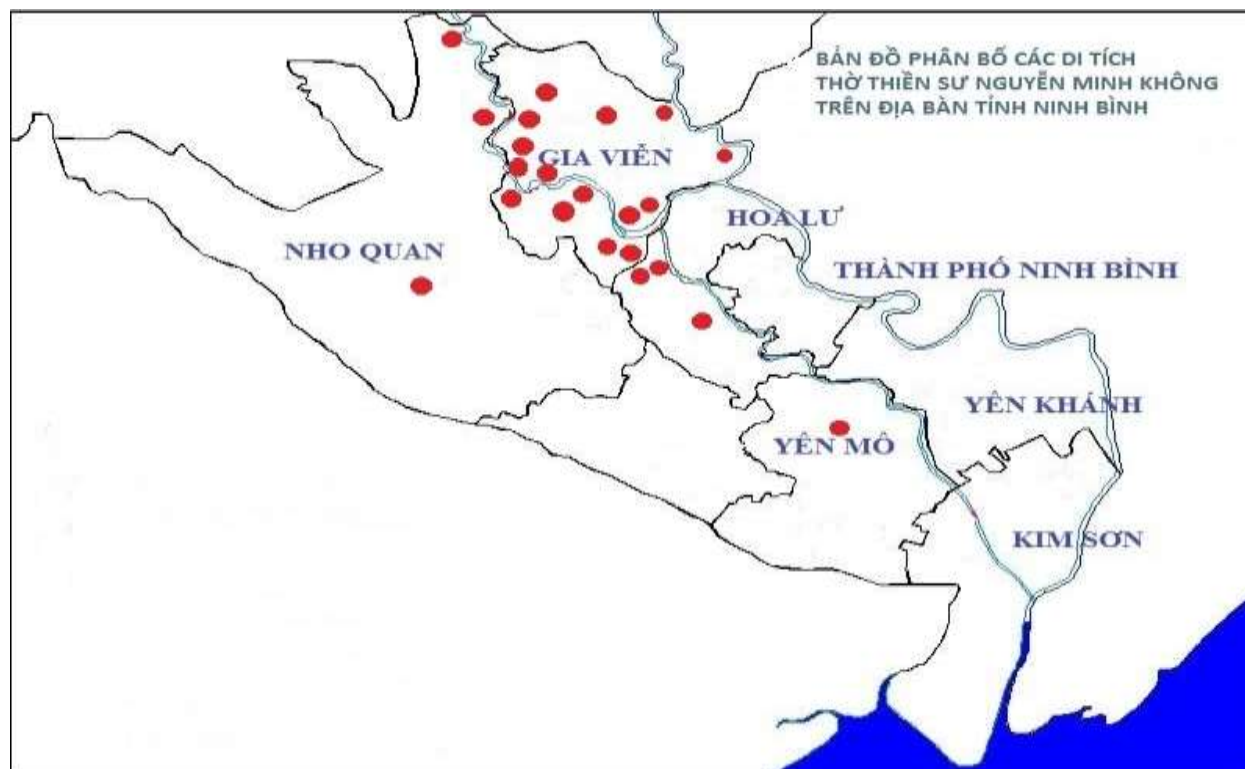 BẢN ĐỒ PHÂN BỐ CÁC DI TÍCH
THỜ THIỀN SƯ NGUYỄN MINH KHÔNG
TRÊN ĐỊA BÀN TỈNH NINH BÌNH
GIA VIỄN
HOA LƯ
NHO QUAN
THÀNH PHỐ NINH BÌNH
YÊN KHÁNH
YÊN MÔ
KIM SƠN